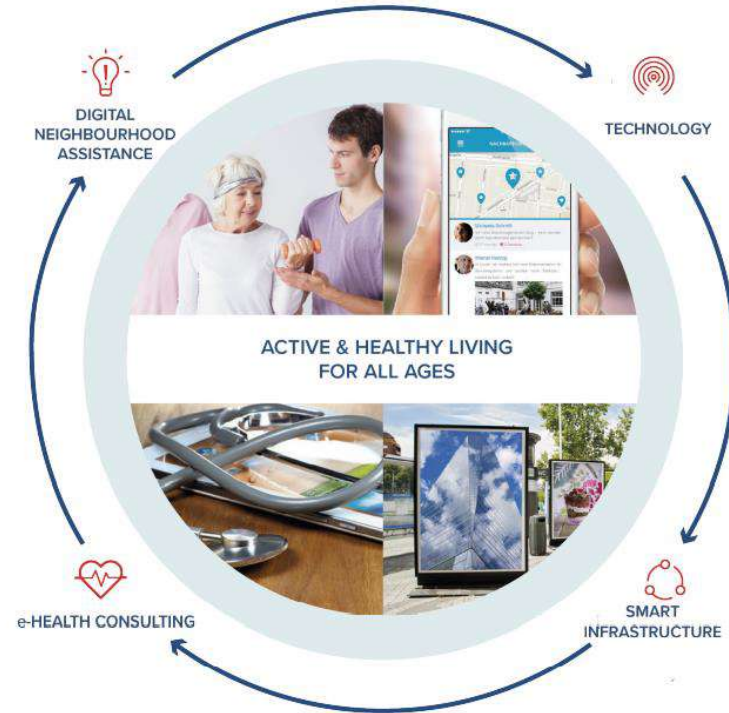 DIGITAL
NEIGHBOURHOOD
ASSISTANCE
TECHNOLOGY
ACTIVE & HEALTHY LIVING
FOR ALL AGES
e-HEALTH CONSULTING
SMART
INFRASTRUCTURE